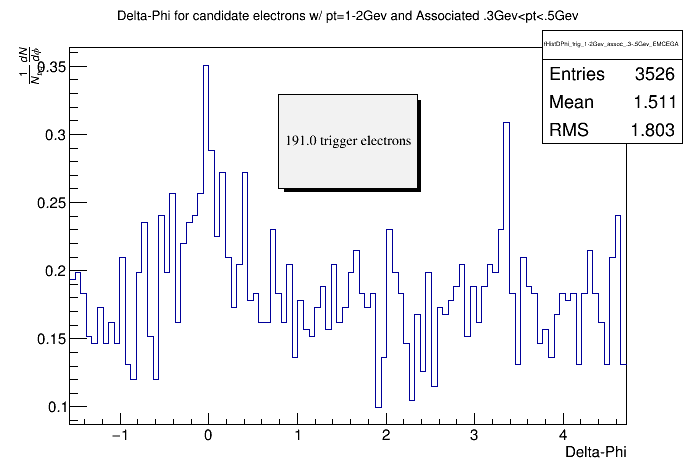 Delta-Phi for candidate electrons w/ pt=1-2Gev and Associated .3Gev<pt<.5Gev
fHistDPhi_trig_1-2Gev_assoc_.3-.5Gev_EMCEGA
Entries 3526
Mean 1.511
RMS 1.803
191.0 trigger electrons
0.35
0.3
0.25
0.2
0.15
0.1
−1 0 1 2 3 4
Delta-Phi